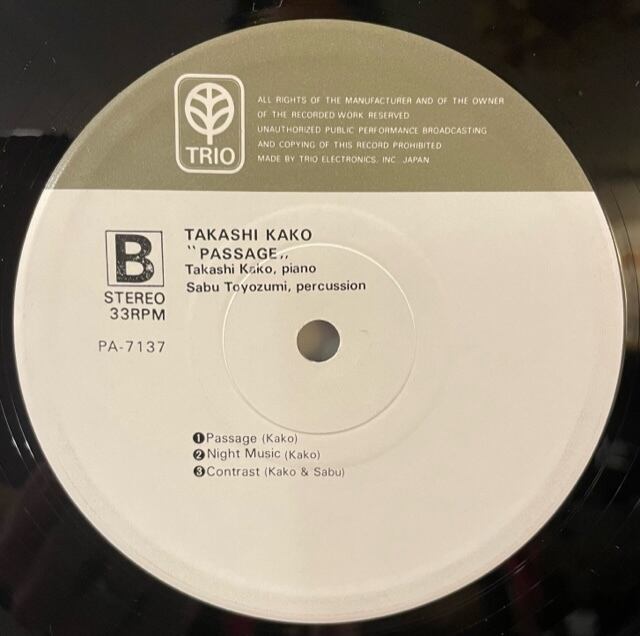 TRIO
ALL RIGHTS OF THE MANUFACTURER AND OF THE OWNER
OF THE RECORDED WORK RESERVED
UNAUTHORIZED PUBLIC PERFORMANCE BROADCASTING
AND COPYING OF THIS RECORD PROHIBITED
MADE BY TRIO ELECTRONICS, INC. JAPAN
B
STEREO
33RPM
PA-7137
TAKASHI KAKO
‶PASSAGE〟
Takashi Kako, piano
Sabu Toyozumi, percussion
❶Passage (Kako)
❷Night Music (Kako)
❸Contrast (Kako & Sabu)